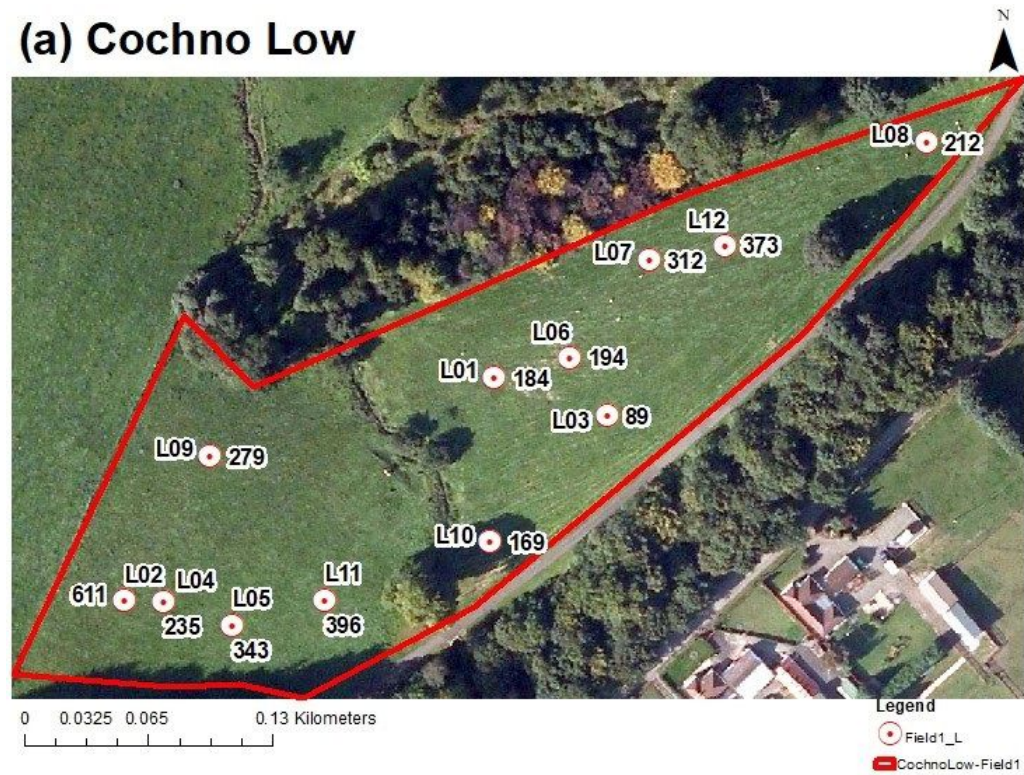 (a) Cochno Low
N
L08 212
L12
L07 312 373
L06
L01 184 194
L03 89
L09 279
L10 169
L02 L04 L05 L11
611
235
343
396
0 0.0325 0.065 0.13 Kilometers
Legend
Field1_L
CochnoLow-Field1